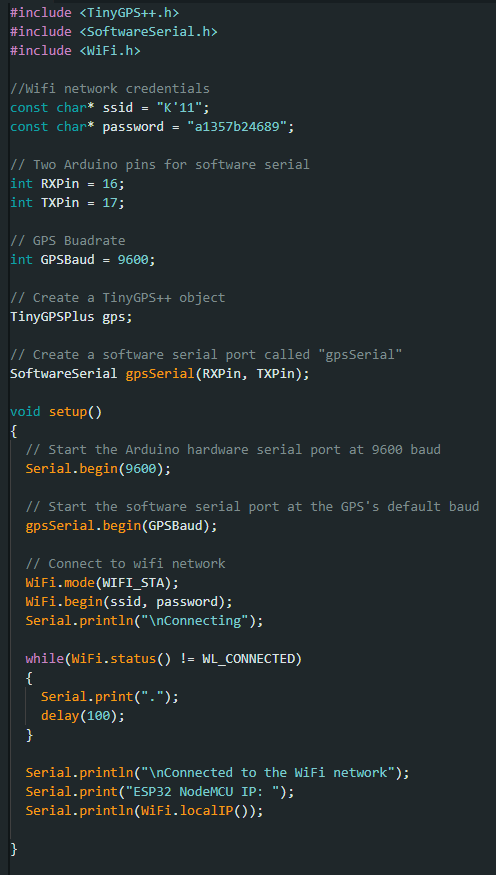 #include <TinyGPS++.h>
#include <SoftwareSerial.h>
#include <WiFi.h>

//Wifi network credentials
const char* ssid = "K'11";
const char* password = "a1357b24689";

// Two Arduino pins for software serial
int RXPin = 16;
int TXPin = 17;

// GPS Buadrate
int GPSBaud = 9600;

// Create a TinyGPS++ object
TinyGPSPlus gps;

// Create a software serial port called "gpsSerial"
SoftwareSerial gpsSerial(RXPin, TXPin);

void setup()
{
  // Start the Arduino hardware serial port at 9600 baud
  Serial.begin(9600);

  // Start the software serial port at the GPS's default baud
  gpsSerial.begin(GPSBaud);

  // Connect to wifi network
  WiFi.mode(WIFI_STA);
  WiFi.begin(ssid, password);
  Serial.println("\nConnecting");

  while(WiFi.status() != WL_CONNECTED)
  {
    Serial.print(".");
    delay(100);
  }

  Serial.println("\nConnected to the WiFi network");
  Serial.print("ESP32 NodeMCU IP: ");
  Serial.println(WiFi.localIP());

}